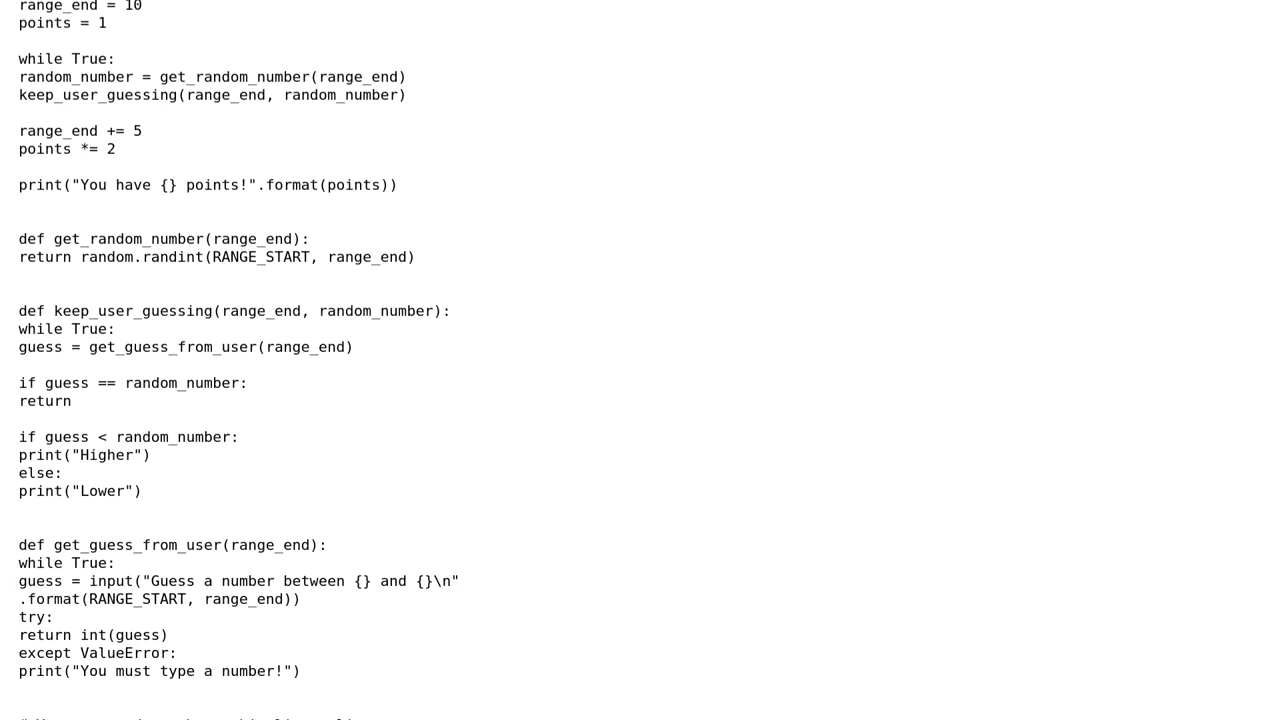 range_end = 10
points = 1

while True:
random_number = get_random_number(range_end)
keep_user_guessing(range_end, random_number)

range_end += 5
points *= 2

print("You have {} points!".format(points))


def get_random_number(range_end):
return random.randint(RANGE_START, range_end)


def keep_user_guessing(range_end, random_number):
while True:
guess = get_guess_from_user(range_end)

if guess == random_number:
return

if guess < random_number:
print("Higher")
else:
print("Lower")


def get_guess_from_user(range_end):
while True:
guess = input("Guess a number between {} and {}\n"
.format(RANGE_START, range_end))
try:
return int(guess)
except ValueError:
print("You must type a number!")